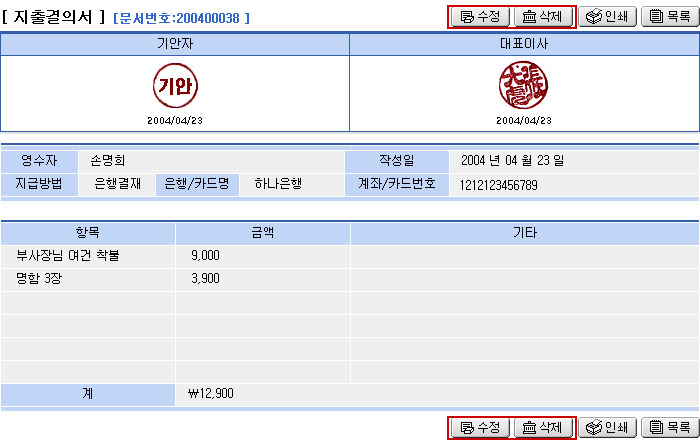 [ 지출결의서 ] [문서번호:200400038 ] 수정 삭제 인쇄 목록
기안자 대표이사
기안
2004/04/23 2004/04/23
영수자 손명희 작성일 2004 년 04 월 23 일
지급방법 은행결재 은행/카드명 하나은행 계좌/카드번호 1212123456789
항목 금액 기타
부사장님 여건 착불 9,000
명함 3장 3,900
계 ₩12,900
수정 삭제 인쇄 목록